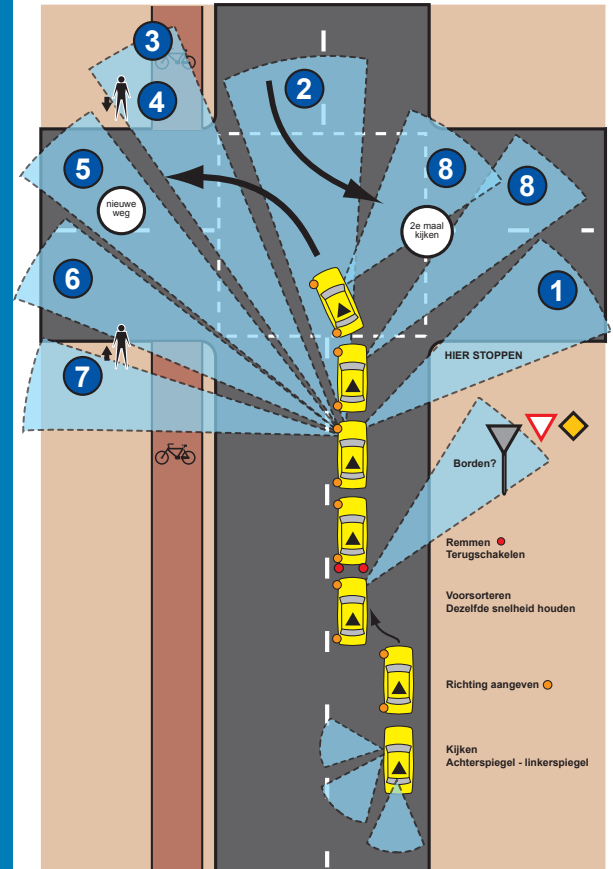 3
2
4
5
8
8
nieuwe
weg
2e maal
kijken
6
1
HIER STOPPEN
7
Borden?
Remmen
Terugschakelen
Voorsorteren
Dezelfde snelheid houden
Richting aangeven
Kijken
Achterspiegel - linkerspiegel